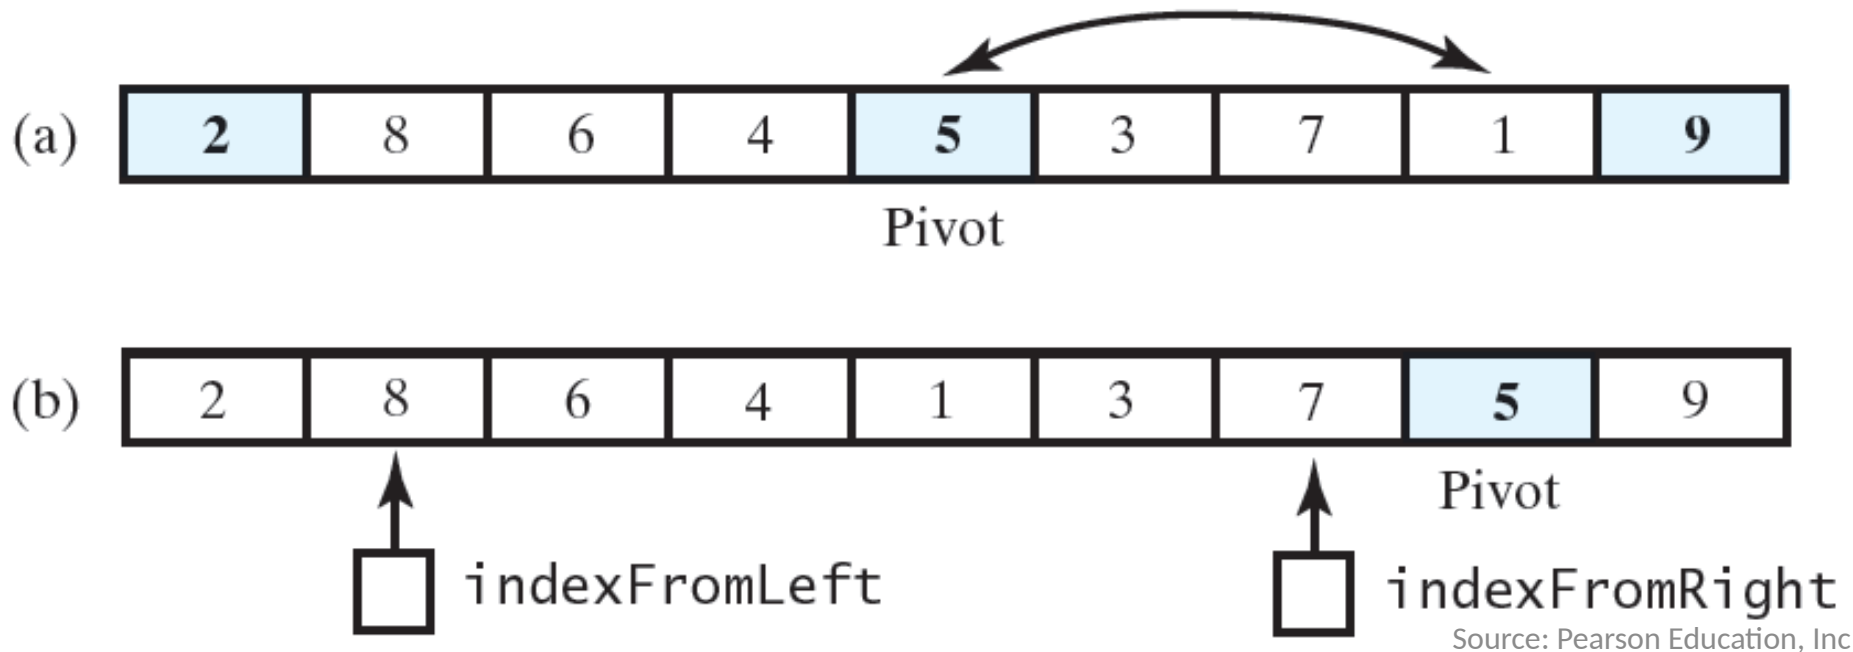 (a) 2 8 6 4 5 3 7 1 9
Pivot
(b) 2 8 6 4 1 3 7 5 9
Pivot
indexFromLeft indexFromRight
Source: Pearson Education, Inc